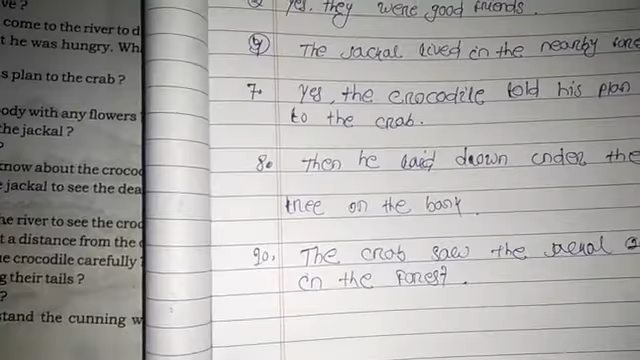 ve ?
come to the river to d
t he was hungry. Wh
s plan to the crab ?
ody with any flowers
the jackal ?
?
know about the croco
e jackal to see the dea
he river to see the croc
t a distance from the
e crocodile carefully ?
g their tails ?
?
stand the cunning w
yes. they were good friends.
The Jackal lived in the nearby fore
7. Yes, the crocodile told his plan
to the crab.
8. Then he laid down under the
tree on the bank.
The crab saw the jackal
in the Forest.